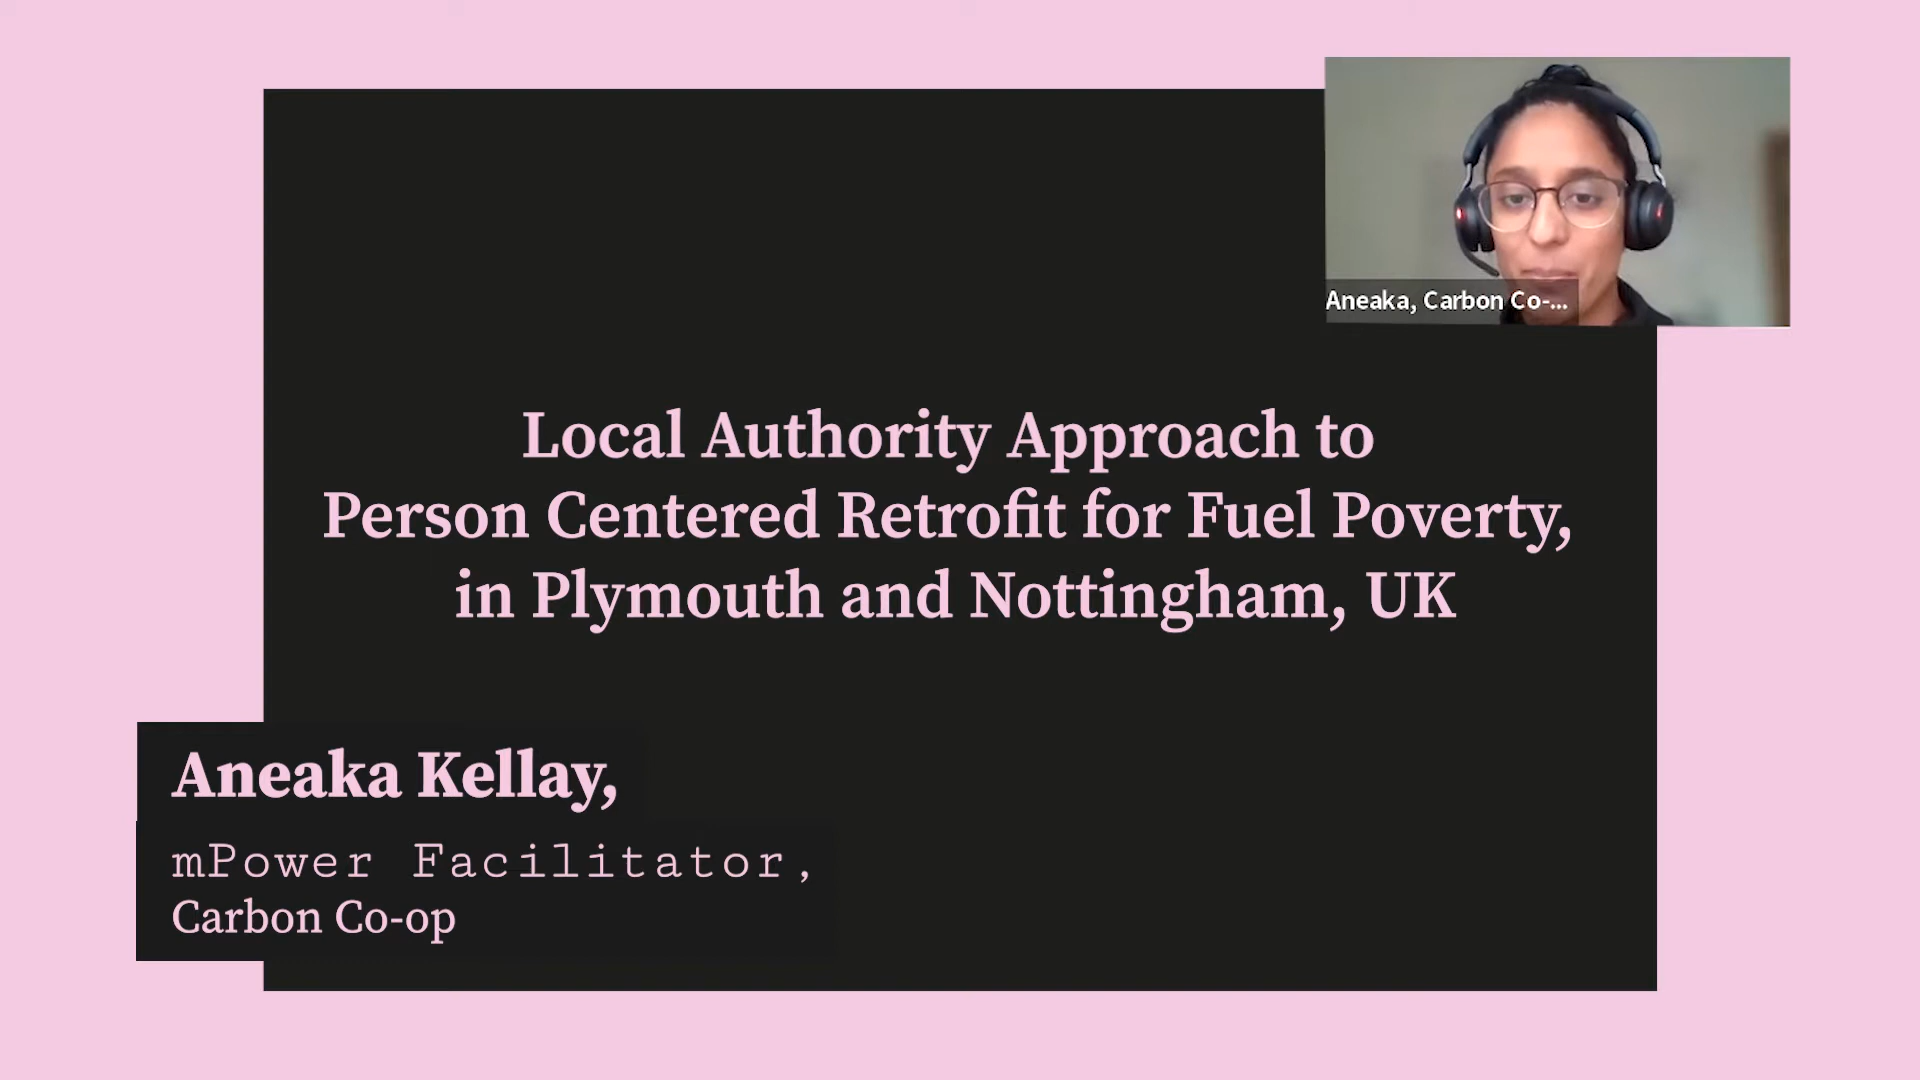 Aneaka, Carbon Co-...
Local Authority Approach to
Person Centered Retrofit for Fuel Poverty,
in Plymouth and Nottingham, UK
Aneaka Kellay,
mPower Facilitator,
Carbon Co-op